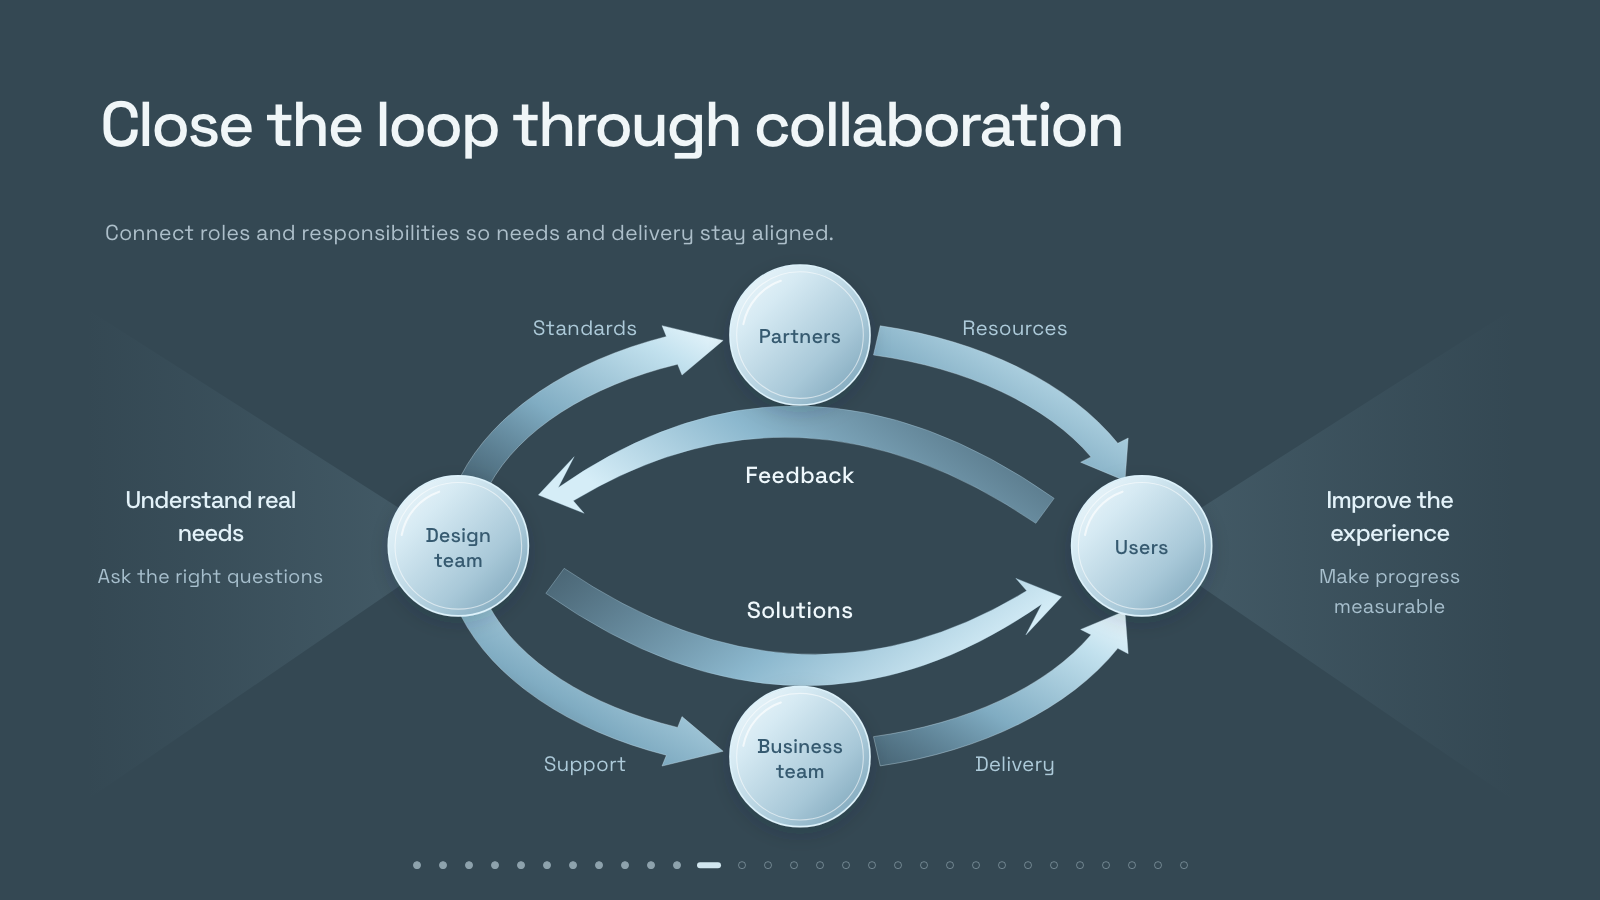 Close the loop through collaboration
Connect roles and responsibilities so needs and delivery stay aligned.
Standards
Partners
Resources
Feedback
Understand real
needs
Ask the right questions
Design
team
Users
Improve the
experience
Make progress
measurable
Solutions
Support
Business
team
Delivery